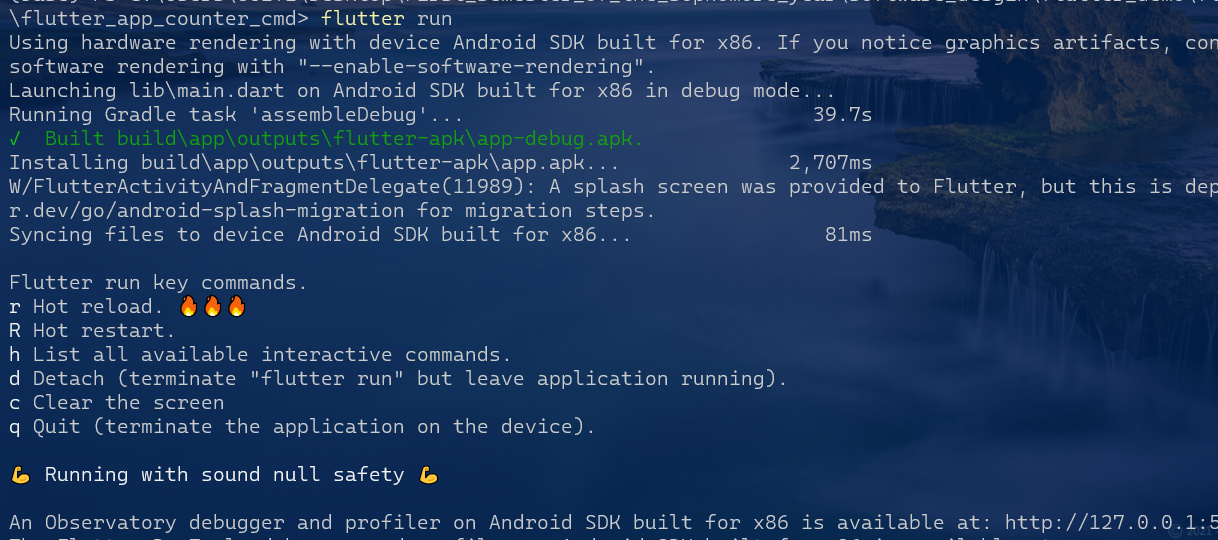 \flutter_app_counter_cmd> flutter run
Using hardware rendering with device Android SDK built for x86. If you notice graphics artifacts, con
software rendering with "--enable-software-rendering".
Launching lib\main.dart on Android SDK built for x86 in debug mode...
Running Gradle task 'assembleDebug'... 39.7s
√ Built build\app\outputs\flutter-apk\app-debug.apk.
Installing build\app\outputs\flutter-apk\app.apk... 2,707ms
W/FlutterActivityAndFragmentDelegate(11989): A splash screen was provided to Flutter, but this is dep
r.dev/go/android-splash-migration for migration steps.
Syncing files to device Android SDK built for x86... 81ms
Flutter run key commands.
r Hot reload. 🔥🔥🔥
R Hot restart.
h List all available interactive commands.
d Detach (terminate "flutter run" but leave application running).
c Clear the screen
q Quit (terminate the application on the device).
💪 Running with sound null safety 💪
An Observatory debugger and profiler on Android SDK built for x86 is available at: http://127.0.0.1:5
© 2021